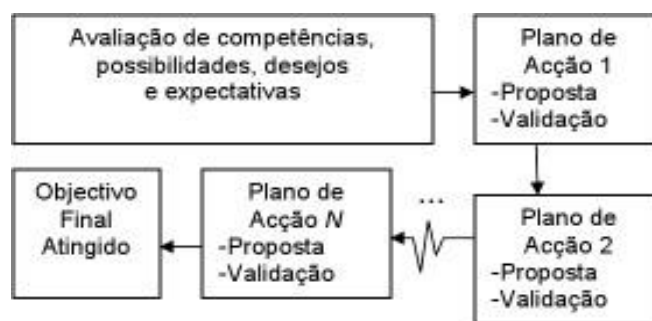 Avaliação de competências,
possibilidades, desejos
e expectativas
Plano de
Acção 1
-Proposta
-Validação
Plano de
Acção 2
-Proposta
-Validação
...
Plano de
Acção N
-Proposta
-Validação
Objectivo
Final
Atingido